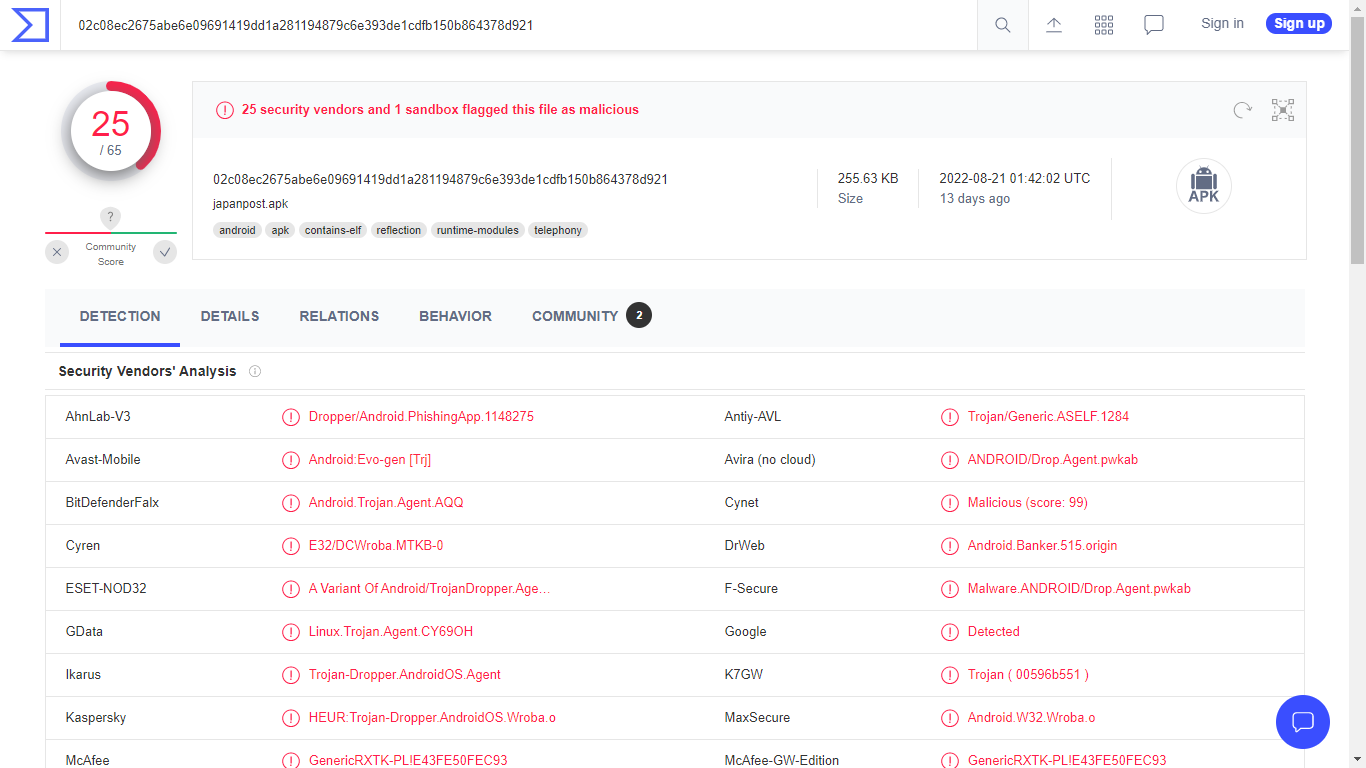 02c08ec2675abe6e09691419dd1a281194879c6e393de1cdfb150b864378d921
Sign in
Sign up
25
/ 65
?
Community
Score
25 security vendors and 1 sandbox flagged this file as malicious
02c08ec2675abe6e09691419dd1a281194879c6e393de1cdfb150b864378d921
japanpost.apk
android apk contains-elf reflection runtime-modules telephony
255.63 KB
Size
2022-08-21 01:42:02 UTC
13 days ago
APK
DETECTION DETAILS RELATIONS BEHAVIOR COMMUNITY 2
Security Vendors' Analysis
AhnLab-V3 Dropper/Android.PhishingApp.1148275 Antiy-AVL Trojan/Generic.ASELF.1284
Avast-Mobile Android:Evo-gen [Trj] Avira (no cloud) ANDROID/Drop.Agent.pwkab
BitDefenderFalx Android.Trojan.Agent.AQQ Cynet Malicious (score: 99)
Cyren E32/DCWroba.MTKB-0 DrWeb Android.Banker.515.origin
ESET-NOD32 A Variant Of Android/TrojanDropper.Age... F-Secure Malware.ANDROID/Drop.Agent.pwkab
GData Linux.Trojan.Agent.CY69OH Google Detected
Ikarus Trojan-Dropper.AndroidOS.Agent K7GW Trojan ( 00596b551 )
Kaspersky HEUR:Trojan-Dropper.AndroidOS.Wroba.o MaxSecure Android.W32.Wroba.o
McAfee GenericRXTK-PL!E43FE50FEC93 McAfee-GW-Edition GenericRXTK-PL!E43FE50FEC93